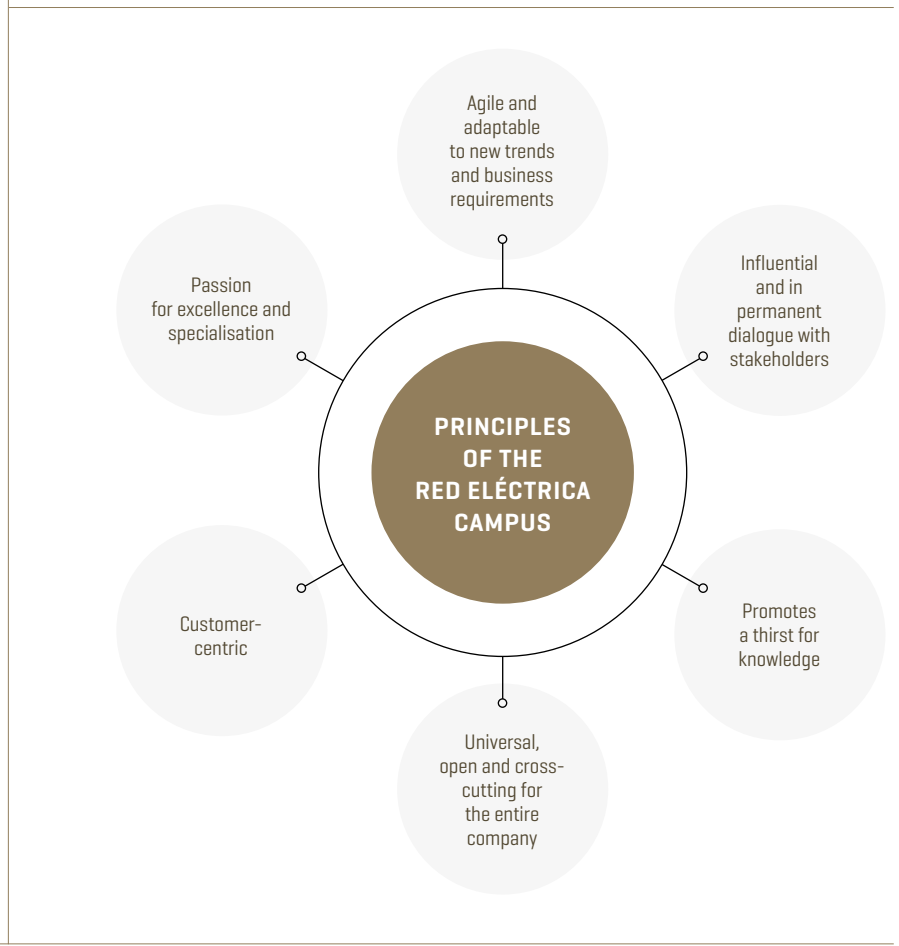 Agile and
adaptable
to new trends
and business
requirements
Influential
and in
permanent
dialogue with
stakeholders
Passion
for excellence and
specialisation
PRINCIPLES
OF THE
RED ELÉCTRICA
CAMPUS
Customer-
centric
Promotes
a thirst for
knowledge
Universal,
open and cross-
cutting for
the entire
company